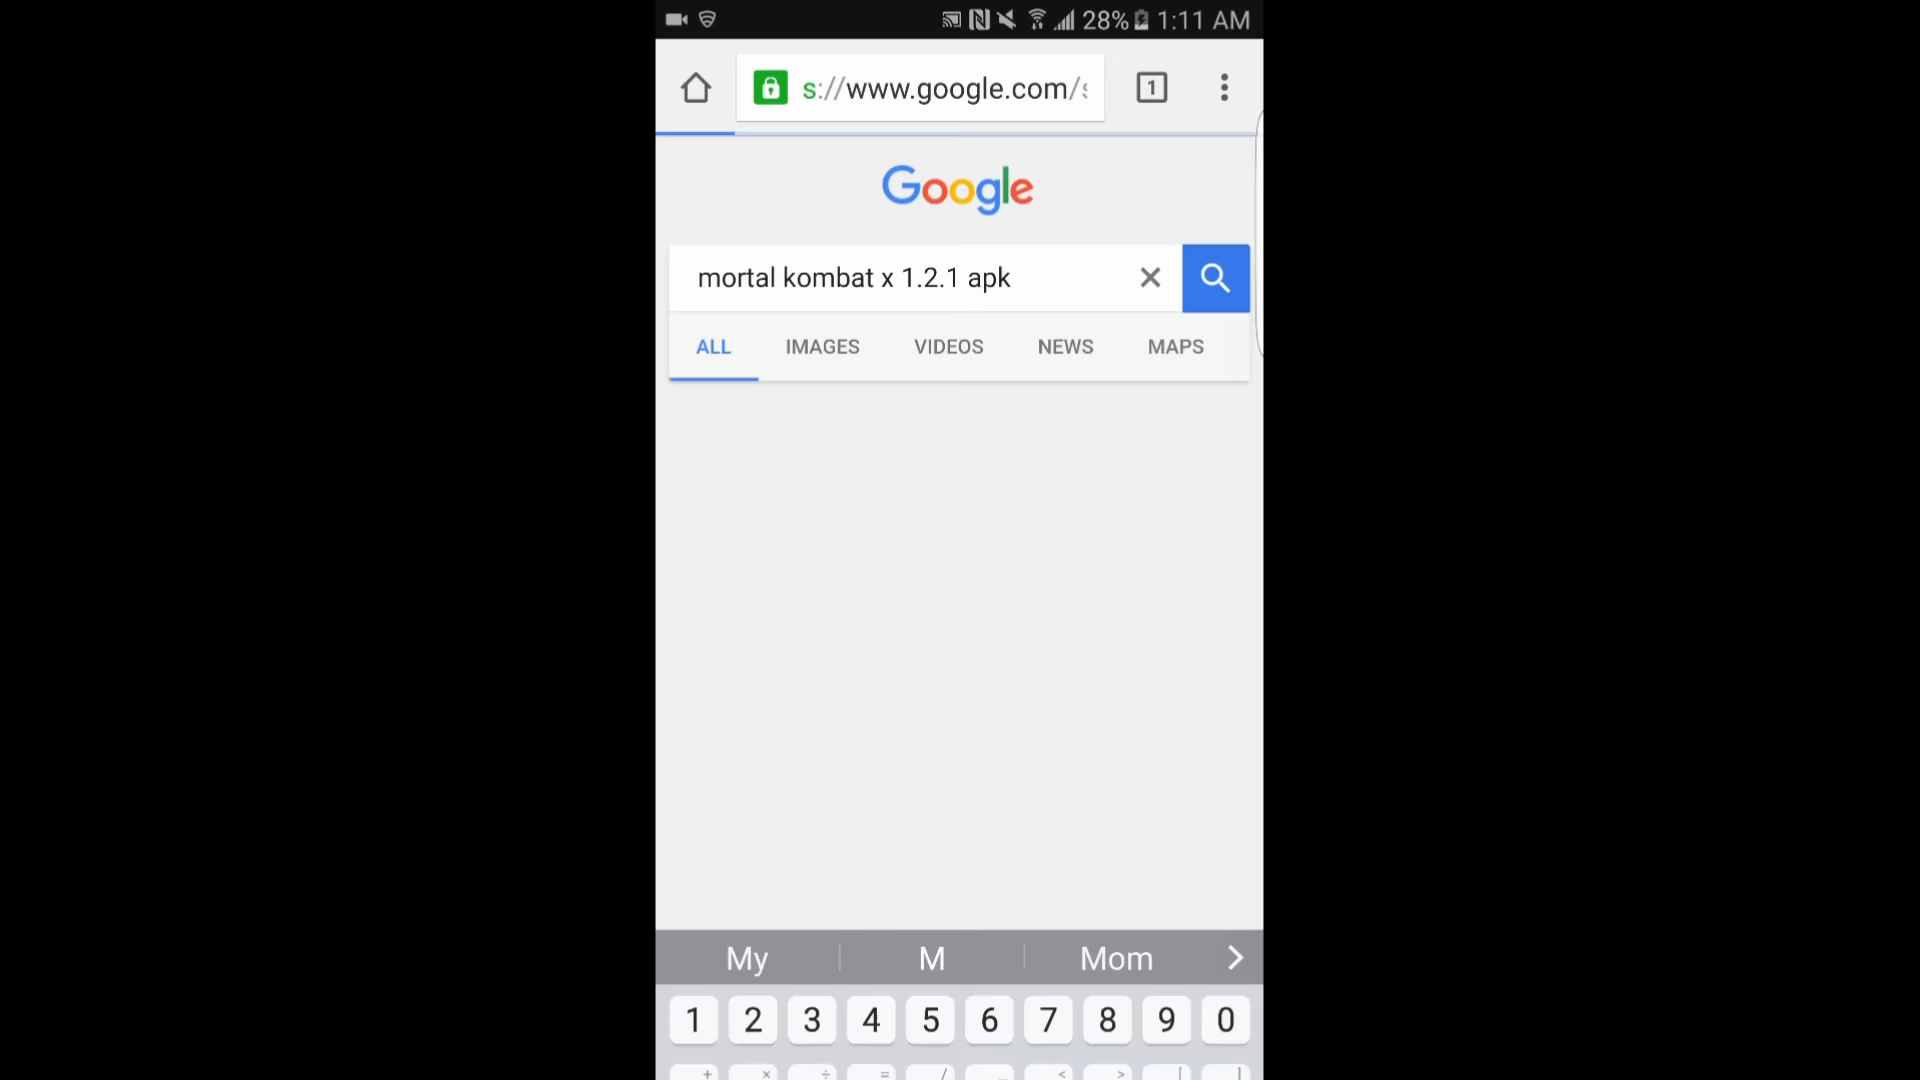 28% 1:11 AM
s://www.google.com/s 1
Google
mortal kombat x 1.2.1 apk
ALL IMAGES VIDEOS NEWS MAPS
My M Mom
1 2 3 4 5 6 7 8 9 0
+ × ÷ = / _ < > [ ]